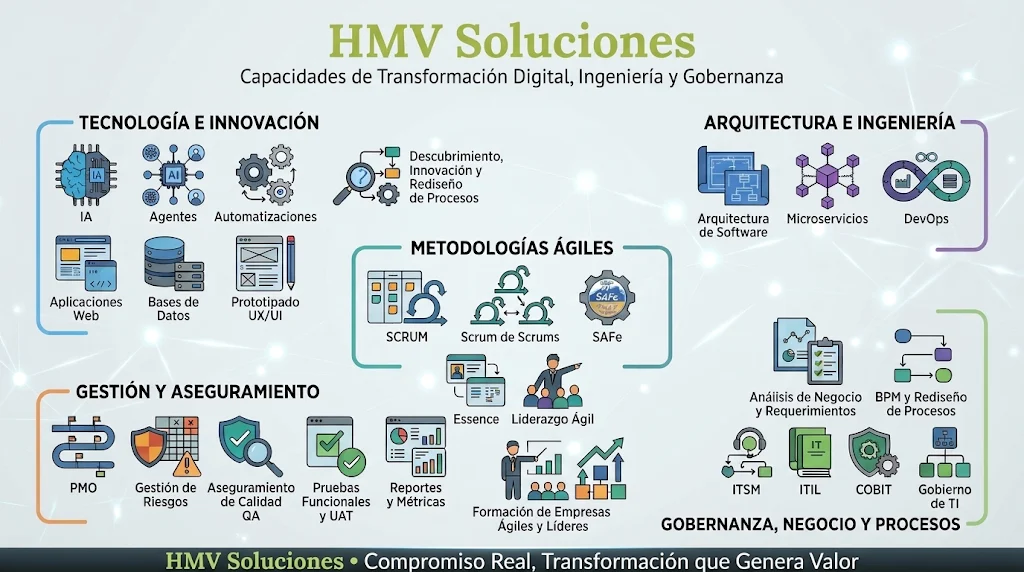 HMV Soluciones
Capacidades de Transformación Digital, Ingeniería y Gobernanza
TECNOLOGÍA E INNOVACIÓN
IA
IA
AI
Agentes
Automatizaciones
Descubrimiento,
Innovación y
Rediseño
de Procesos
Aplicaciones
Web
Bases de
Datos
Prototipado
UX/UI
ARQUITECTURA E INGENIERÍA
Arquitectura
de Software
Microservicios
DevOps
METODOLOGÍAS ÁGILES
SCRUM
Scrum de Scrums
SAFe
SAFe
Essence
Liderazgo Ágil
Formación de Empresas
Ágiles y Líderes
GESTIÓN Y ASEGURAMIENTO
PMO
Gestión de
Riesgos
Aseguramiento
de Calidad
QA
Pruebas
Funcionales
y UAT
Reportes
y Métricas
Análisis de Negocio
y Requerimientos
BPM y Rediseño
de Procesos
ITSM
IT
ITIL
COBIT
Gobierno
de TI
GOBERNANZA, NEGOCIO Y PROCESOS
HMV Soluciones • Compromiso Real, Transformación que Genera Valor